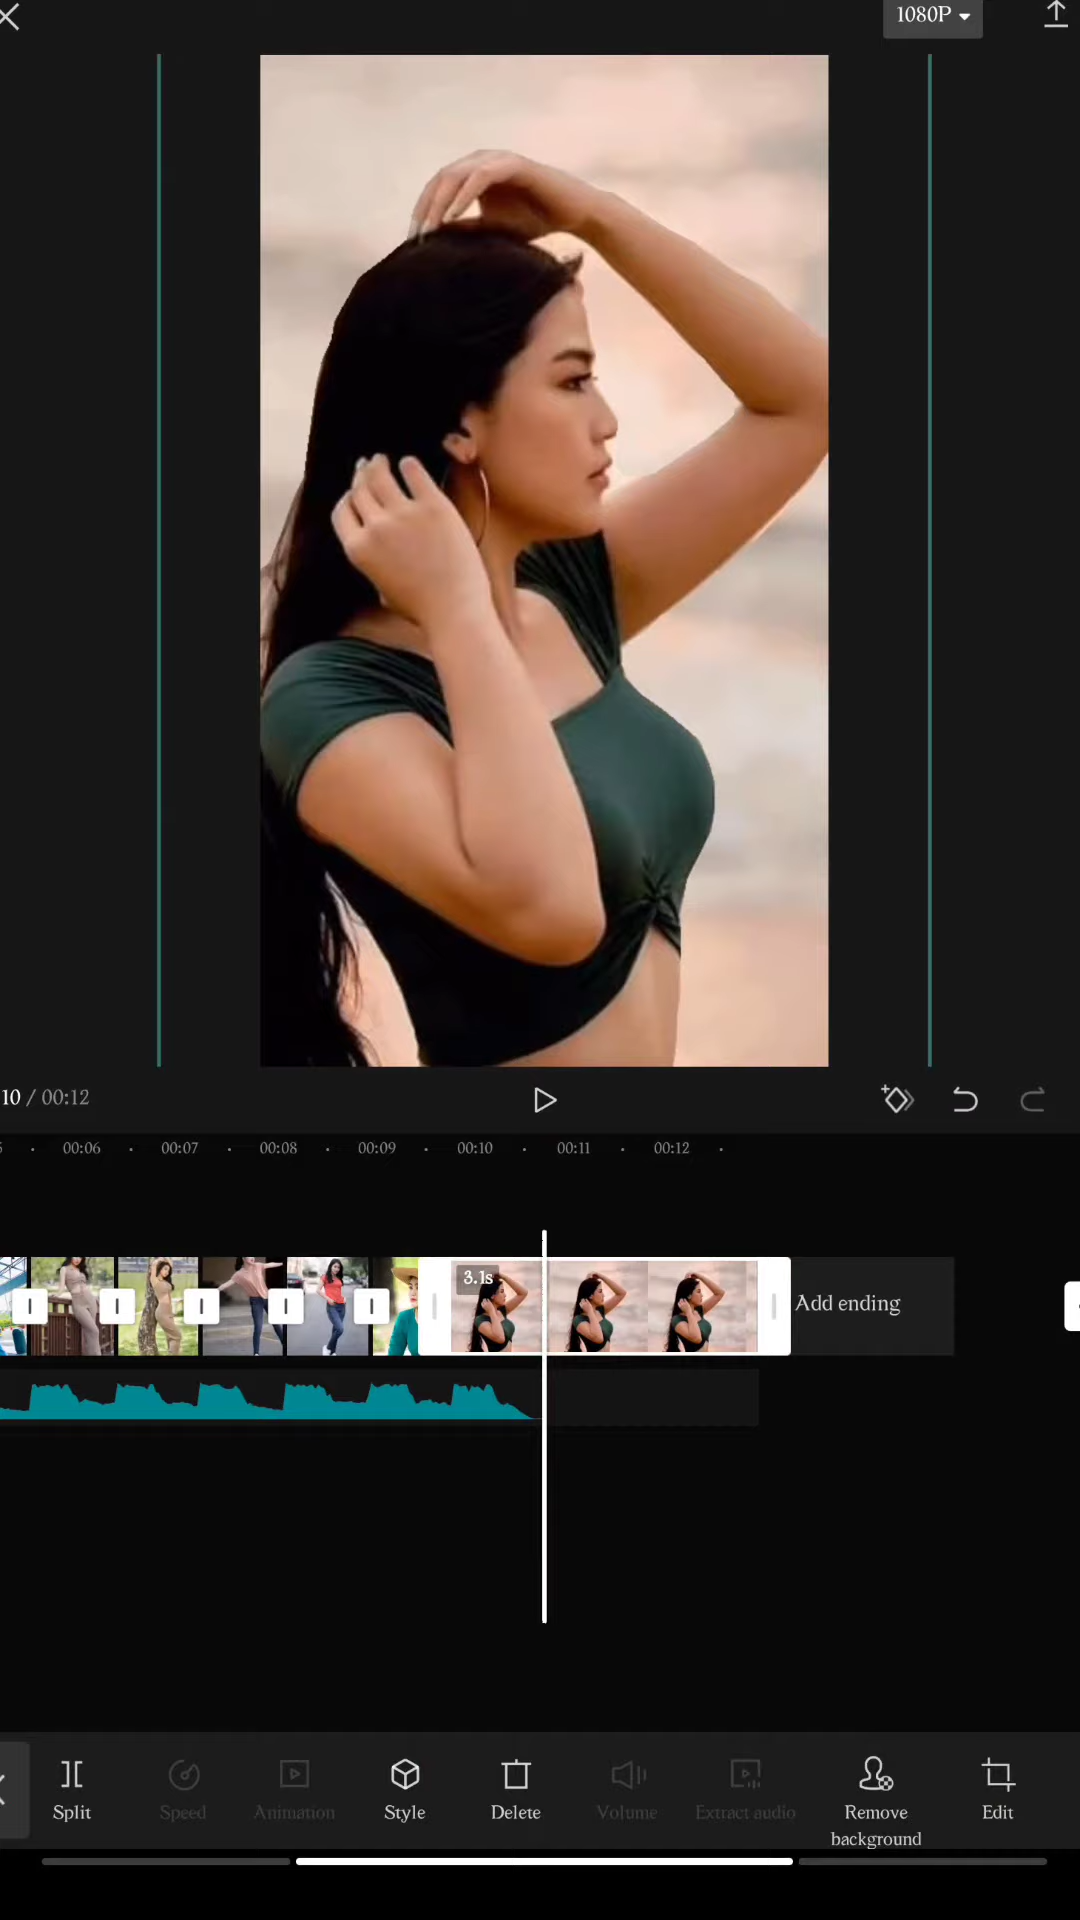 1080P
10 / 00:12
00:06 00:07 00:08 00:09 00:10 00:11 00:12
3.1s
Add ending
Split Speed Animation Style Delete Volume Extract audio Remove background Edit